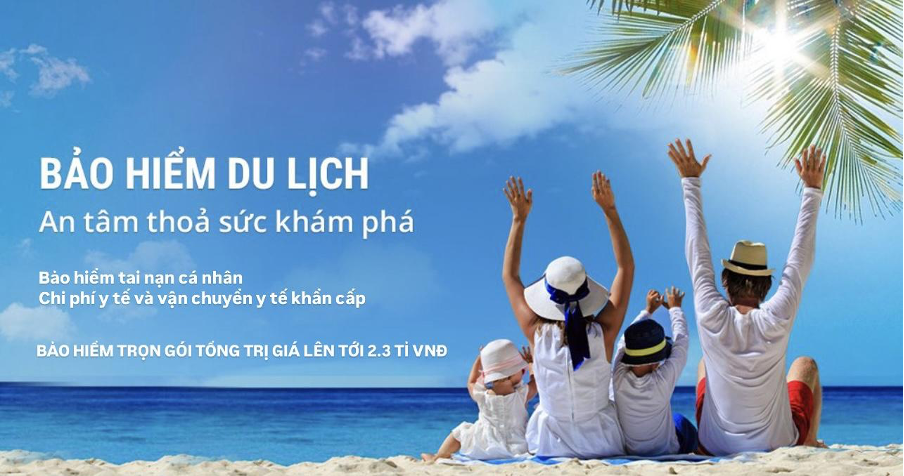 BẢO HIỂM DU LỊCH
An tâm thoả sức khám phá
Bảo hiểm tai nạn cá nhân
Chi phí y tế và vận chuyển y tế khẩn cấp
BẢO HIỂM TRỌN GÓI TỔNG TRỊ GIÁ LÊN TỚI 2.3 TỈ VNĐ